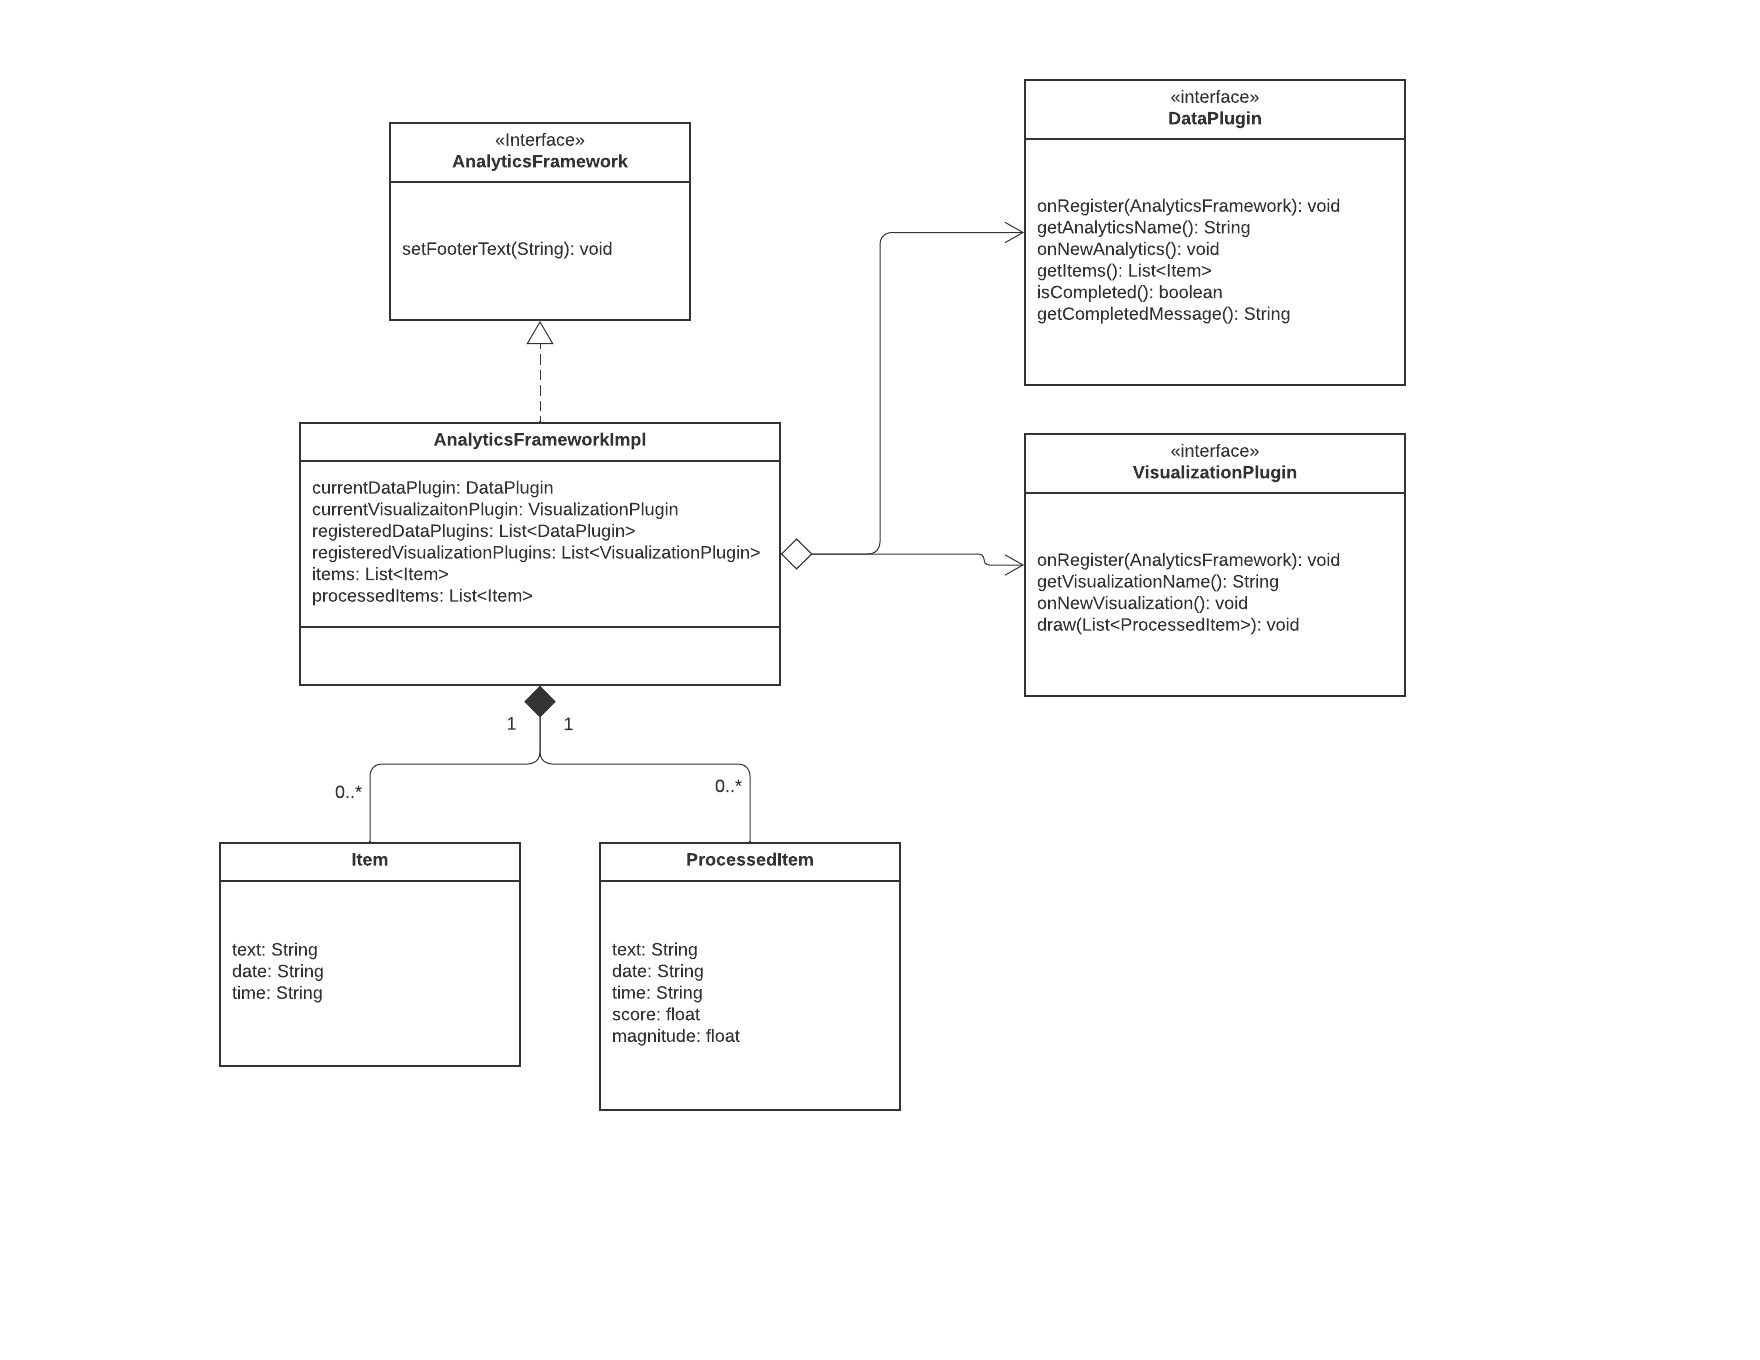 «Interface»
AnalyticsFramework
setFooterText(String): void
«interface»
DataPlugin
onRegister(AnalyticsFramework): void
getAnalyticsName(): String
onNewAnalytics(): void
getItems(): List<Item>
isCompleted(): boolean
getCompletedMessage(): String
AnalyticsFrameworkImpl
currentDataPlugin: DataPlugin
currentVisualizaitonPlugin: VisualizationPlugin
registeredDataPlugins: List<DataPlugin>
registeredVisualizationPlugins: List<VisualizationPlugin>
items: List<Item>
processedItems: List<Item>
«interface»
VisualizationPlugin
onRegister(AnalyticsFramework): void
getVisualizationName(): String
onNewVisualization(): void
draw(List<ProcessedItem>): void
1 1
0..* 0..*
Item
text: String
date: String
time: String
ProcessedItem
text: String
date: String
time: String
score: float
magnitude: float